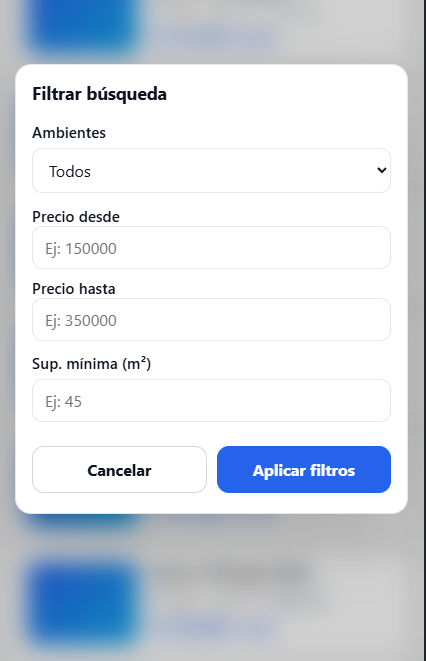 Filtrar búsqueda
Ambientes
Todos
Precio desde
Ej: 150000
Precio hasta
Ej: 350000
Sup. mínima (m²)
Ej: 45
Cancelar Aplicar filtros